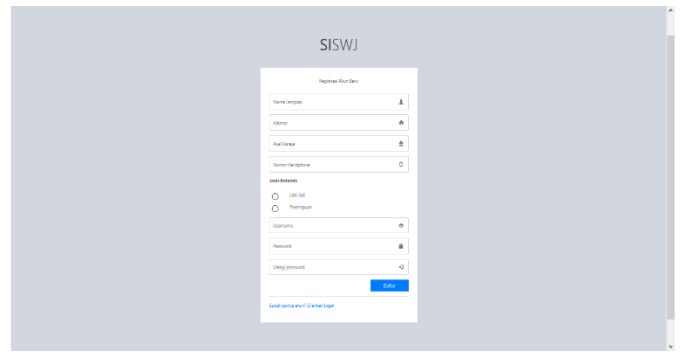 SISWJ
Registrasi Akun Baru
Nama Lengkap
Alamat
Asal Gereja
Nomor Handphone
Jenis Kelamin
Laki-laki
Perempuan
Username
Password
Ulangi password
Daftar
Sudah punya akun? Silahkan Login